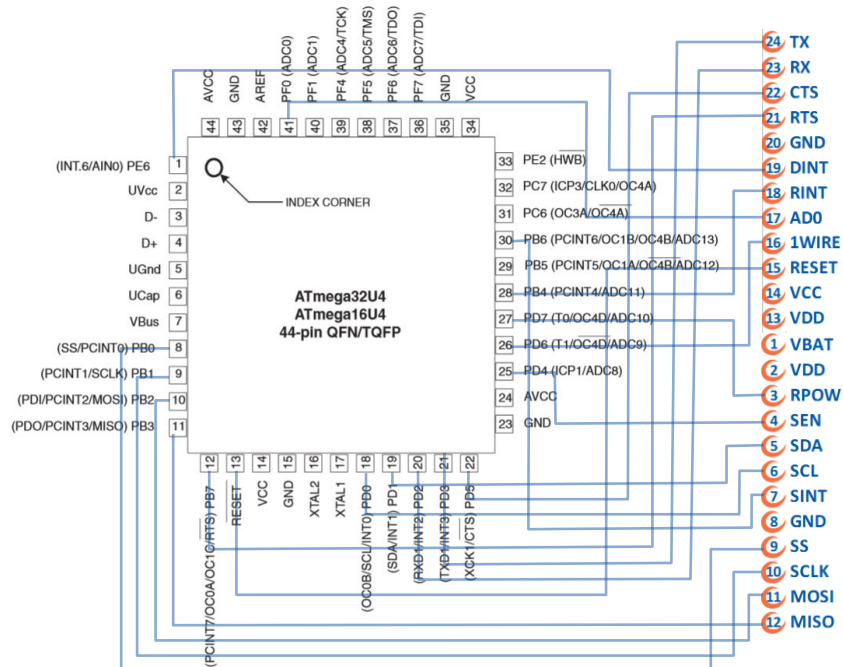 AVCC
GND
AREF
PF0 (ADC0)
PF1 (ADC1)
PF4 (ADC4/TCK)
PF5 (ADC5/TMS)
PF6 (ADC6/TDO)
PF7 (ADC7/TDI)
GND
VCC
44
43
42
41
40
39
38
37
36
35
34
(INT.6/AIN0) PE6 1
UVcc 2
D- 3
D+ 4
UGnd 5
UCap 6
VBus 7
(SS/PCINT0) PB0 8
(PCINT1/SCLK) PB1 9
(PDI/PCINT2/MOSI) PB2 10
(PDO/PCINT3/MISO) PB3 11
INDEX CORNER
ATmega32U4
ATmega16U4
44-pin QFN/TQFP
33 PE2 (HWB)
32 PC7 (ICP3/CLK0/OC4A)
31 PC6 (OC3A/OC4A)
30 PB6 (PCINT6/OC1B/OC4B/ADC13)
29 PB5 (PCINT5/OC1A/OC4B/ADC12)
28 PB4 (PCINT4/ADC11)
27 PD7 (T0/OC4D/ADC10)
26 PD6 (T1/OC4D/ADC9)
25 PD4 (ICP1/ADC8)
24 AVCC
23 GND
12
13
14
15
16
17
18
19
20
21
22
(PCINT7/OC0A/OC1C/RTS) PB7
RESET
VCC
GND
XTAL2
XTAL1
(OC0B/SCL/INT0) PD0
(SDA/INT1) PD1
(RXD1/INT2) PD2
(TXD1/INT3) PD3
(XCK1/CTS) PD5
24 TX
23 RX
22 CTS
21 RTS
20 GND
19 DINT
18 RINT
17 AD0
16 1WIRE
15 RESET
14 VCC
13 VDD
1 VBAT
2 VDD
3 RPOW
4 SEN
5 SDA
6 SCL
7 SINT
8 GND
9 SS
10 SCLK
11 MOSI
12 MISO